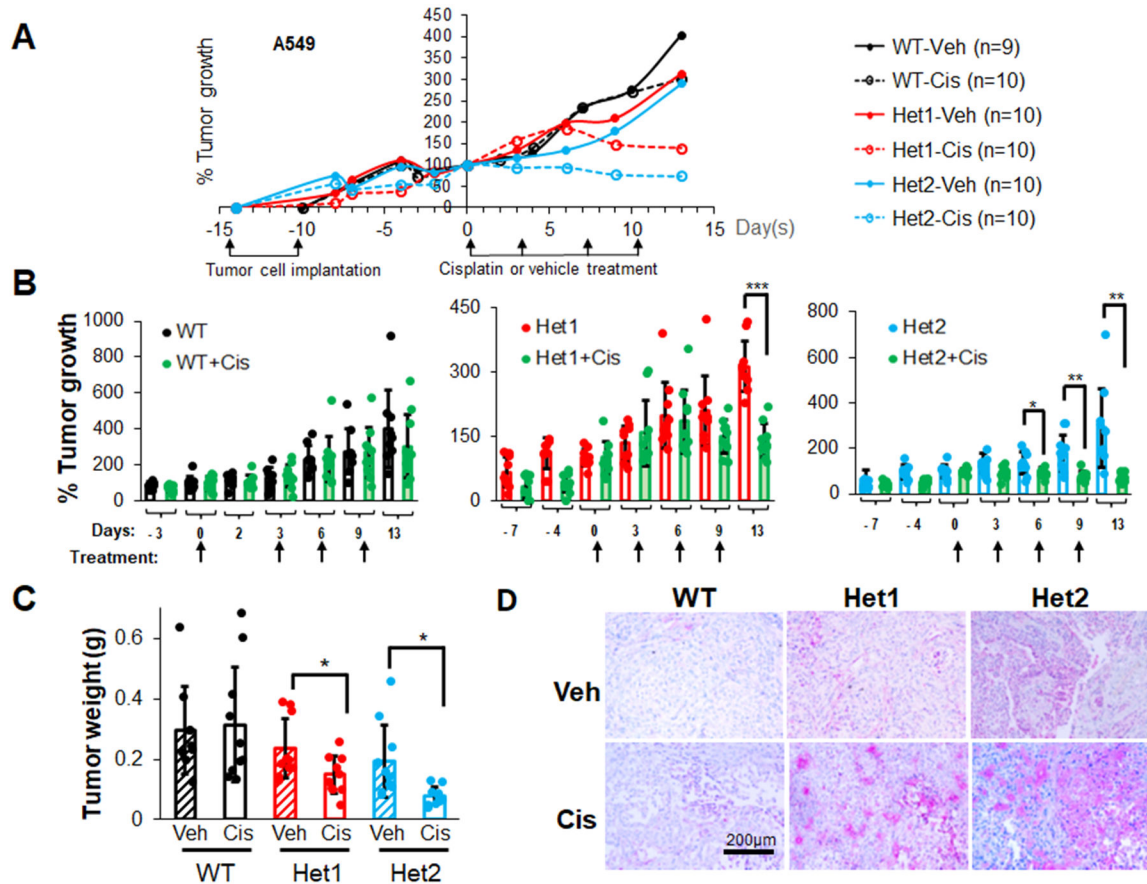 A
A549
% Tumor growth
450
400
350
300
250
200
150
100
50
0
-15
-10
-5
0
5
10
15
Day(s)
Tumor cell implantation
Cisplatin or vehicle treatment
WT-Veh (n=9)
WT-Cis (n=10)
Het1-Veh (n=10)
Het1-Cis (n=10)
Het2-Veh (n=10)
Het2-Cis (n=10)
B
% Tumor growth
1000
800
600
400
200
0
WT
WT+Cis
450
300
150
0
Het1
Het1+Cis
***
800
600
400
200
0
Het2
Het2+Cis
*
**
**
Days:
- 3 0 2 3 6 9 13
- 7 - 4 0 3 6 9 13
- 7 - 4 0 3 6 9 13
Treatment:
C
Tumor weight (g)
0.6
0.4
0.2
0
*
*
Veh Cis Veh Cis Veh Cis
WT Het1 Het2
D
WT Het1 Het2
Veh
Cis
200µm